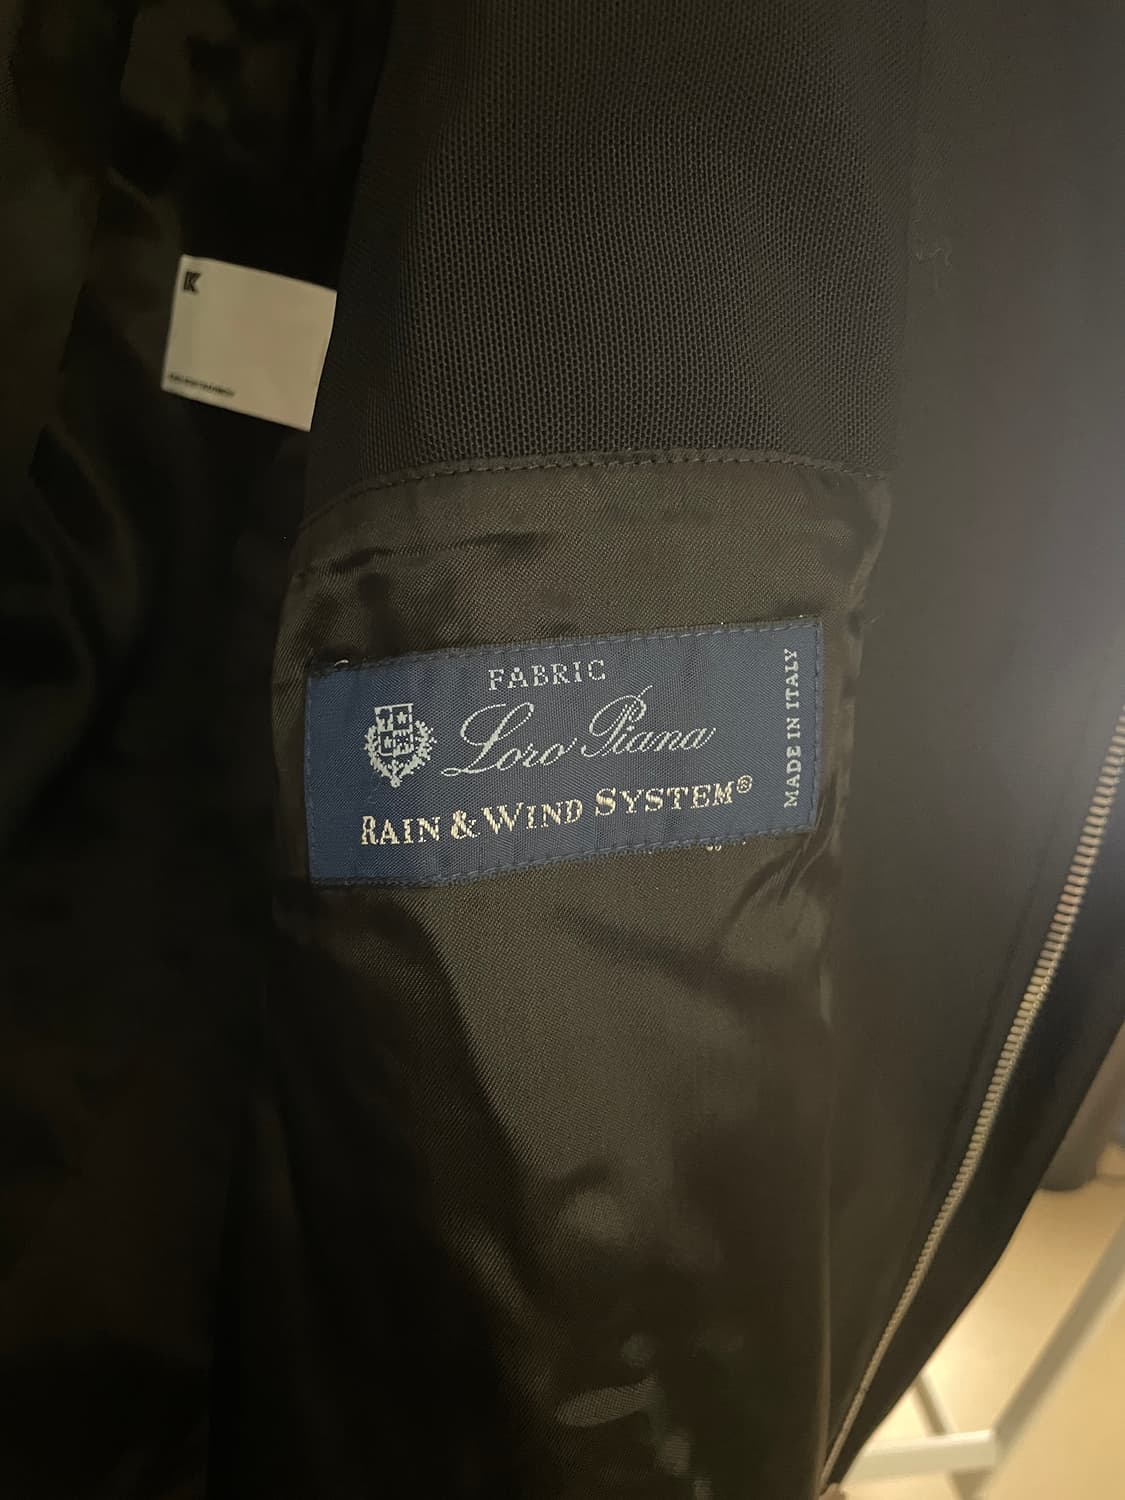 K
FABRIC
Loro Piana
RAIN & WIND SYSTEM®
MADE IN ITALY